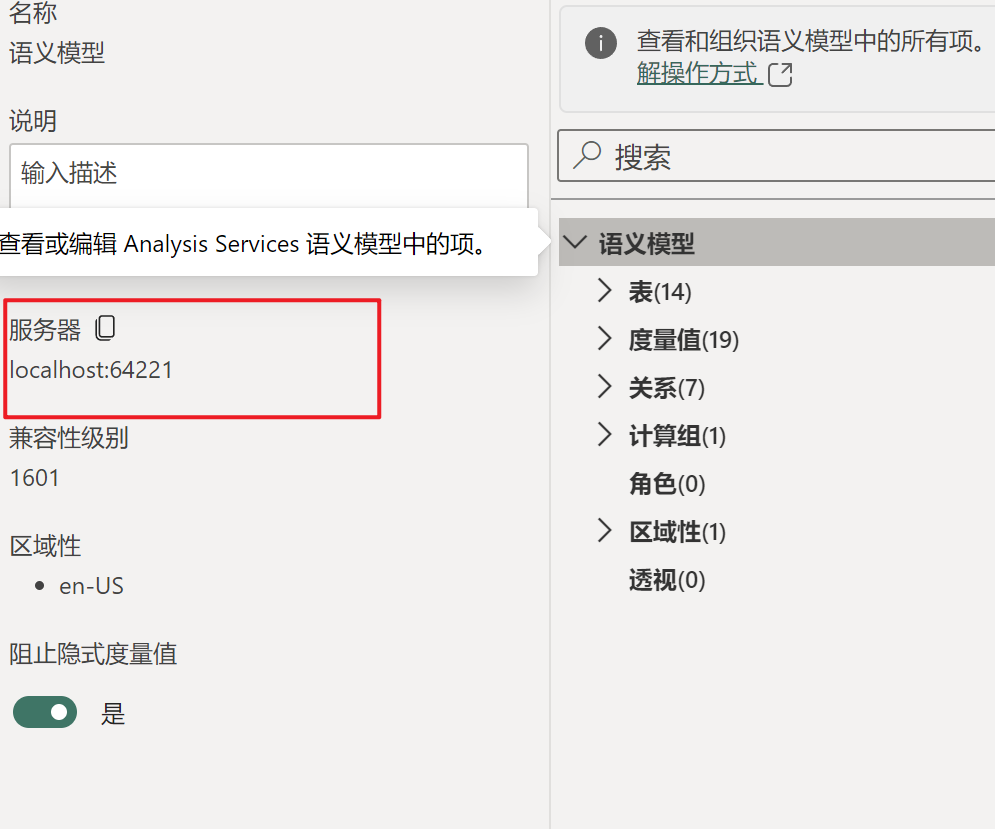 名称
语义模型
说明
输入描述
查看或编辑 Analysis Services 语义模型中的项。
服务器
localhost:64221
兼容性级别
1601
区域性
en-US
阻止隐式度量值
是
查看和组织语义模型中的所有项。
解操作方式
搜索
语义模型
表(14)
度量值(19)
关系(7)
计算组(1)
角色(0)
区域性(1)
透视(0)